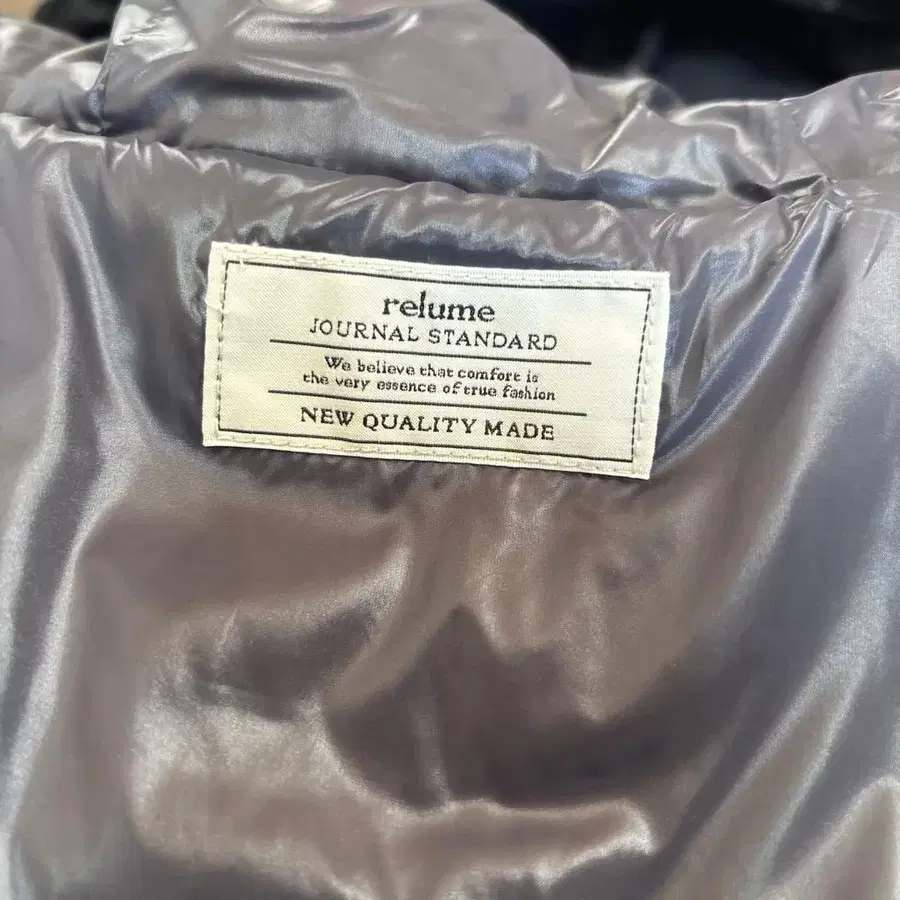 relume
JOURNAL STANDARD
We believe that comfort is
the very essence of true fashion
NEW QUALITY MADE